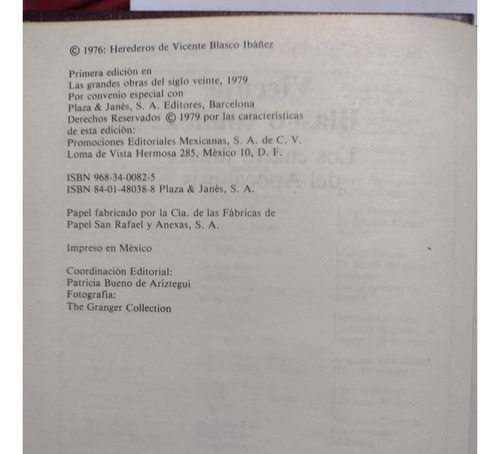 © 1976: Herederos de Vicente Blasco Ibáñez
Primera edición en
Las grandes obras del siglo veinte, 1979
Por convenio especial con
Plaza & Janés, S. A. Editores, Barcelona
Derechos Reservados © 1979 por las características
de esta edición:
Promociones Editoriales Mexicanas, S. A. de C. V.
Loma de Vista Hermosa 285, México 10, D. F.
ISBN 968-34-0082-5
ISBN 84-01-48038-8 Plaza & Janés, S. A.
Papel fabricado por la Cia. de las Fábricas de
Papel San Rafael y Anexas, S. A.
Impreso en México
Coordinación Editorial:
Patricia Bueno de Ariztegui
Fotografía:
The Granger Collection